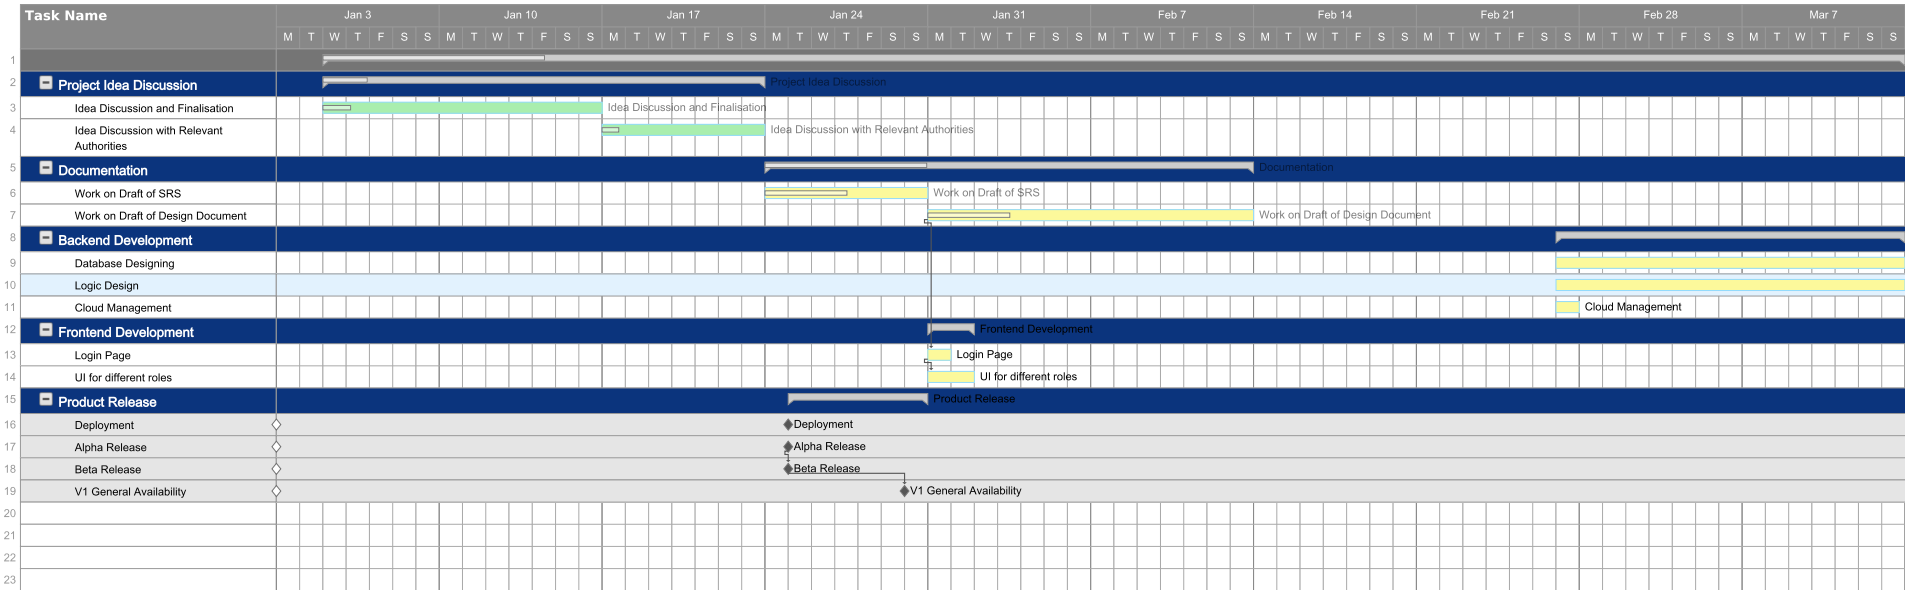 Task Name
Jan 3 Jan 10 Jan 17 Jan 24 Jan 31 Feb 7 Feb 14 Feb 21 Feb 28 Mar 7
M T W T F S S M T W T F S S M T W T F S S M T W T F S S M T W T F S S M T W T F S S M T W T F S S M T W T F S S M T W T F S S M T W T F S S
1
2 Project Idea Discussion Project Idea Discussion
3 Idea Discussion and Finalisation Idea Discussion and Finalisation
4 Idea Discussion with Relevant Idea Discussion with Relevant Authorities
Authorities
5 Documentation Documentation
6 Work on Draft of SRS Work on Draft of SRS
7 Work on Draft of Design Document Work on Draft of Design Document
8 Backend Development
9 Database Designing
10 Logic Design
11 Cloud Management Cloud Management
12 Frontend Development Frontend Development
13 Login Page Login Page
14 UI for different roles UI for different roles
15 Product Release Product Release
16 Deployment Deployment
17 Alpha Release Alpha Release
18 Beta Release Beta Release
19 V1 General Availability V1 General Availability
20
21
22
23